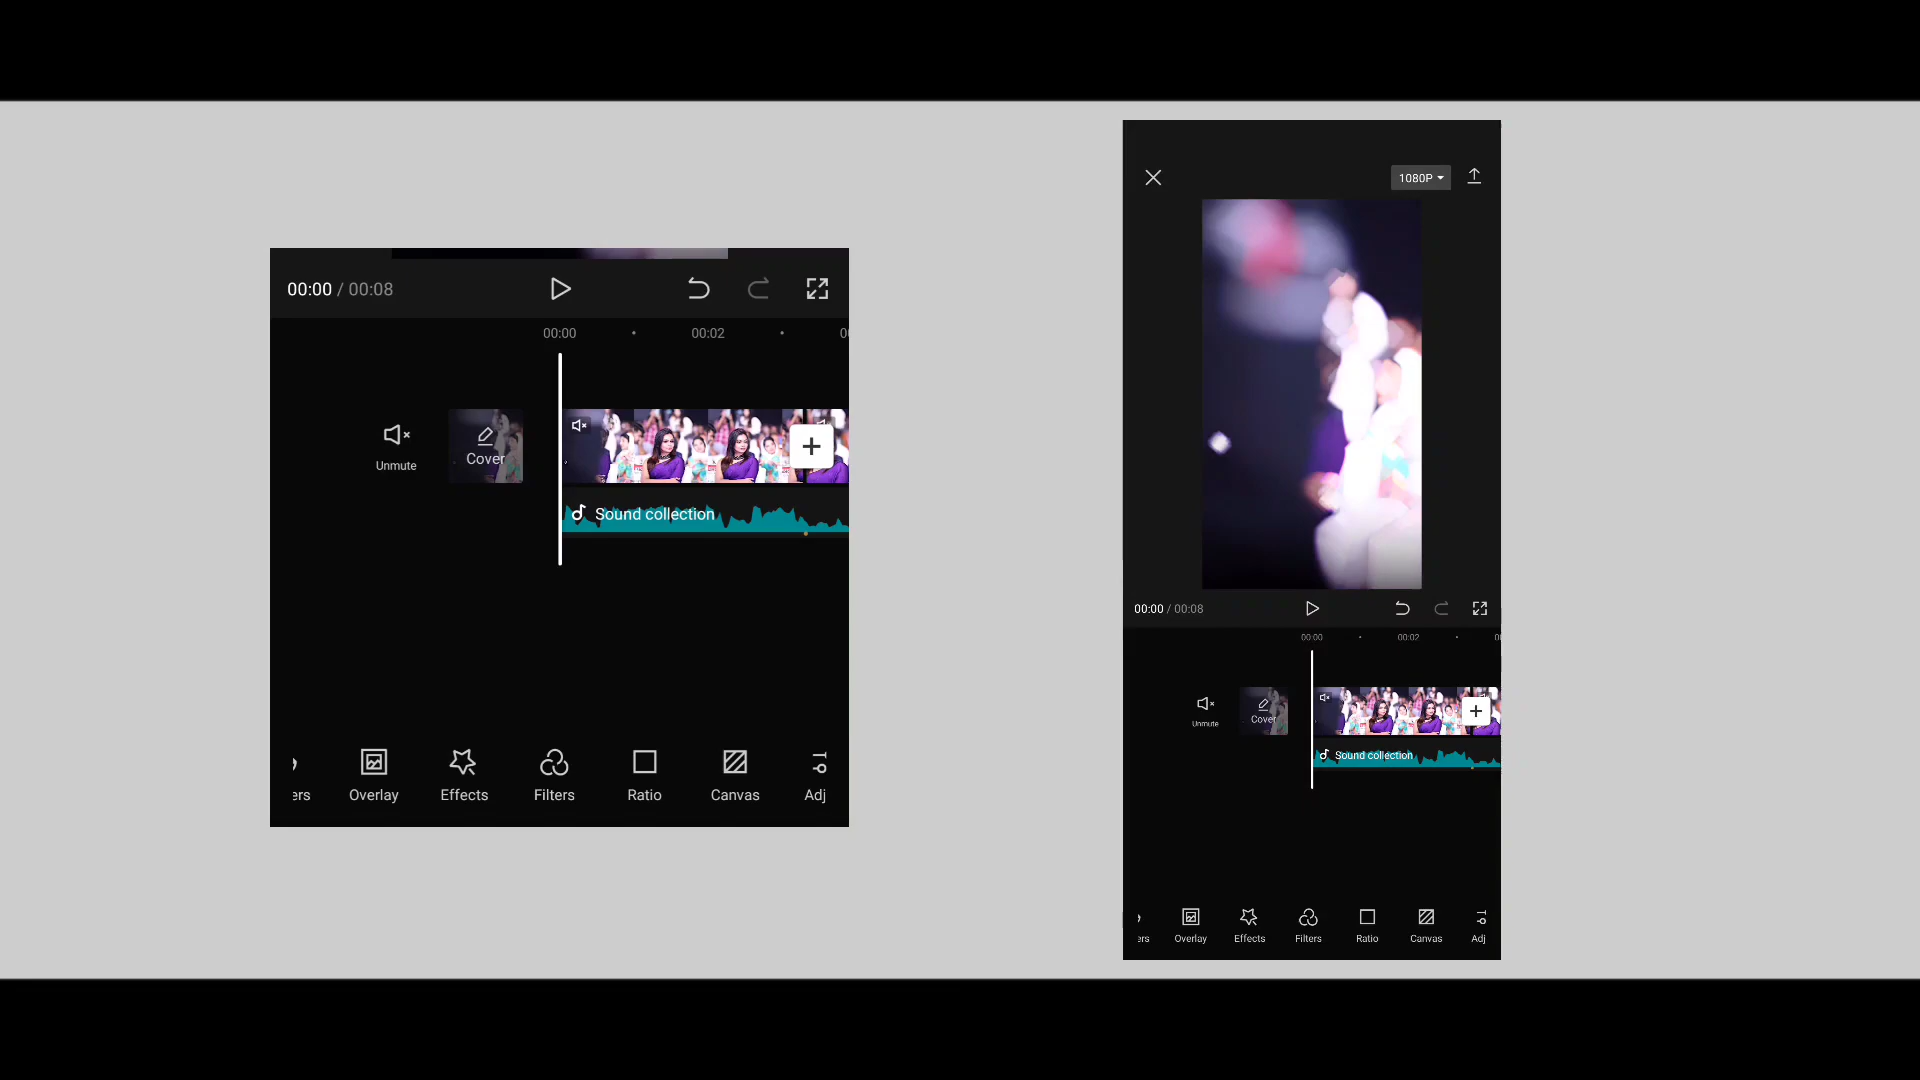 00:00 / 00:08
00:00 • 00:02 •
Unmute
Cover
Sound collection
ers Overlay Effects Filters Ratio Canvas Adj
1080P
00:00 / 00:08
00:00 • 00:02 •
Unmute
Cover
Sound collection
ers Overlay Effects Filters Ratio Canvas Adj